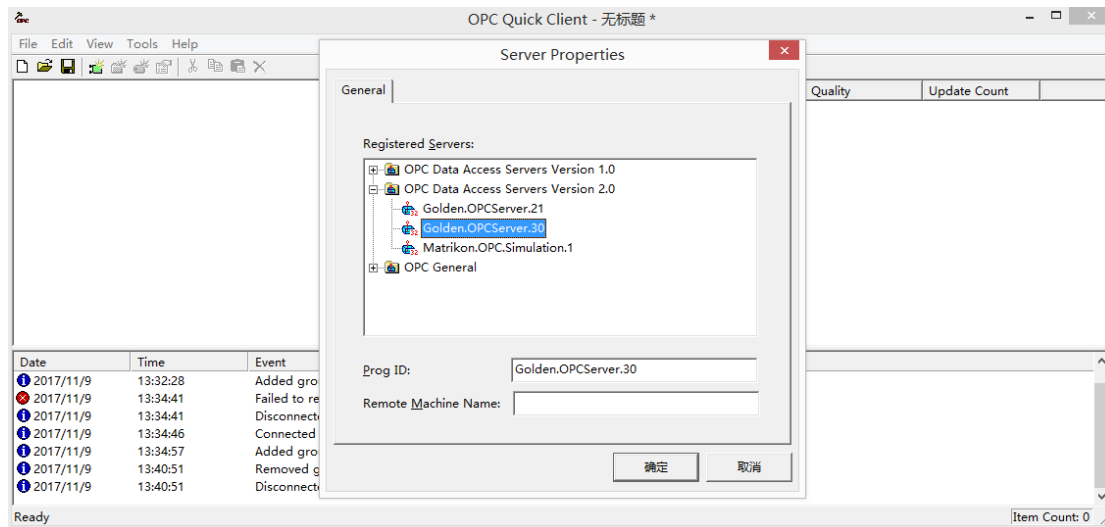 OPC Quick Client - 无标题 *
File Edit View Tools Help
Server Properties
General
Quality Update Count
Registered Servers:
OPC Data Access Servers Version 1.0
OPC Data Access Servers Version 2.0
Golden.OPCServer.21
Golden.OPCServer.30
Matrikon.OPC.Simulation.1
OPC General
Prog ID: Golden.OPCServer.30
Remote Machine Name:
确定 取消
Date Time Event
2017/11/9 13:32:28 Added gro
2017/11/9 13:34:41 Failed to re
2017/11/9 13:34:41 Disconnect
2017/11/9 13:34:46 Connected
2017/11/9 13:34:57 Added gro
2017/11/9 13:40:51 Removed g
2017/11/9 13:40:51 Disconnect
Ready Item Count: 0